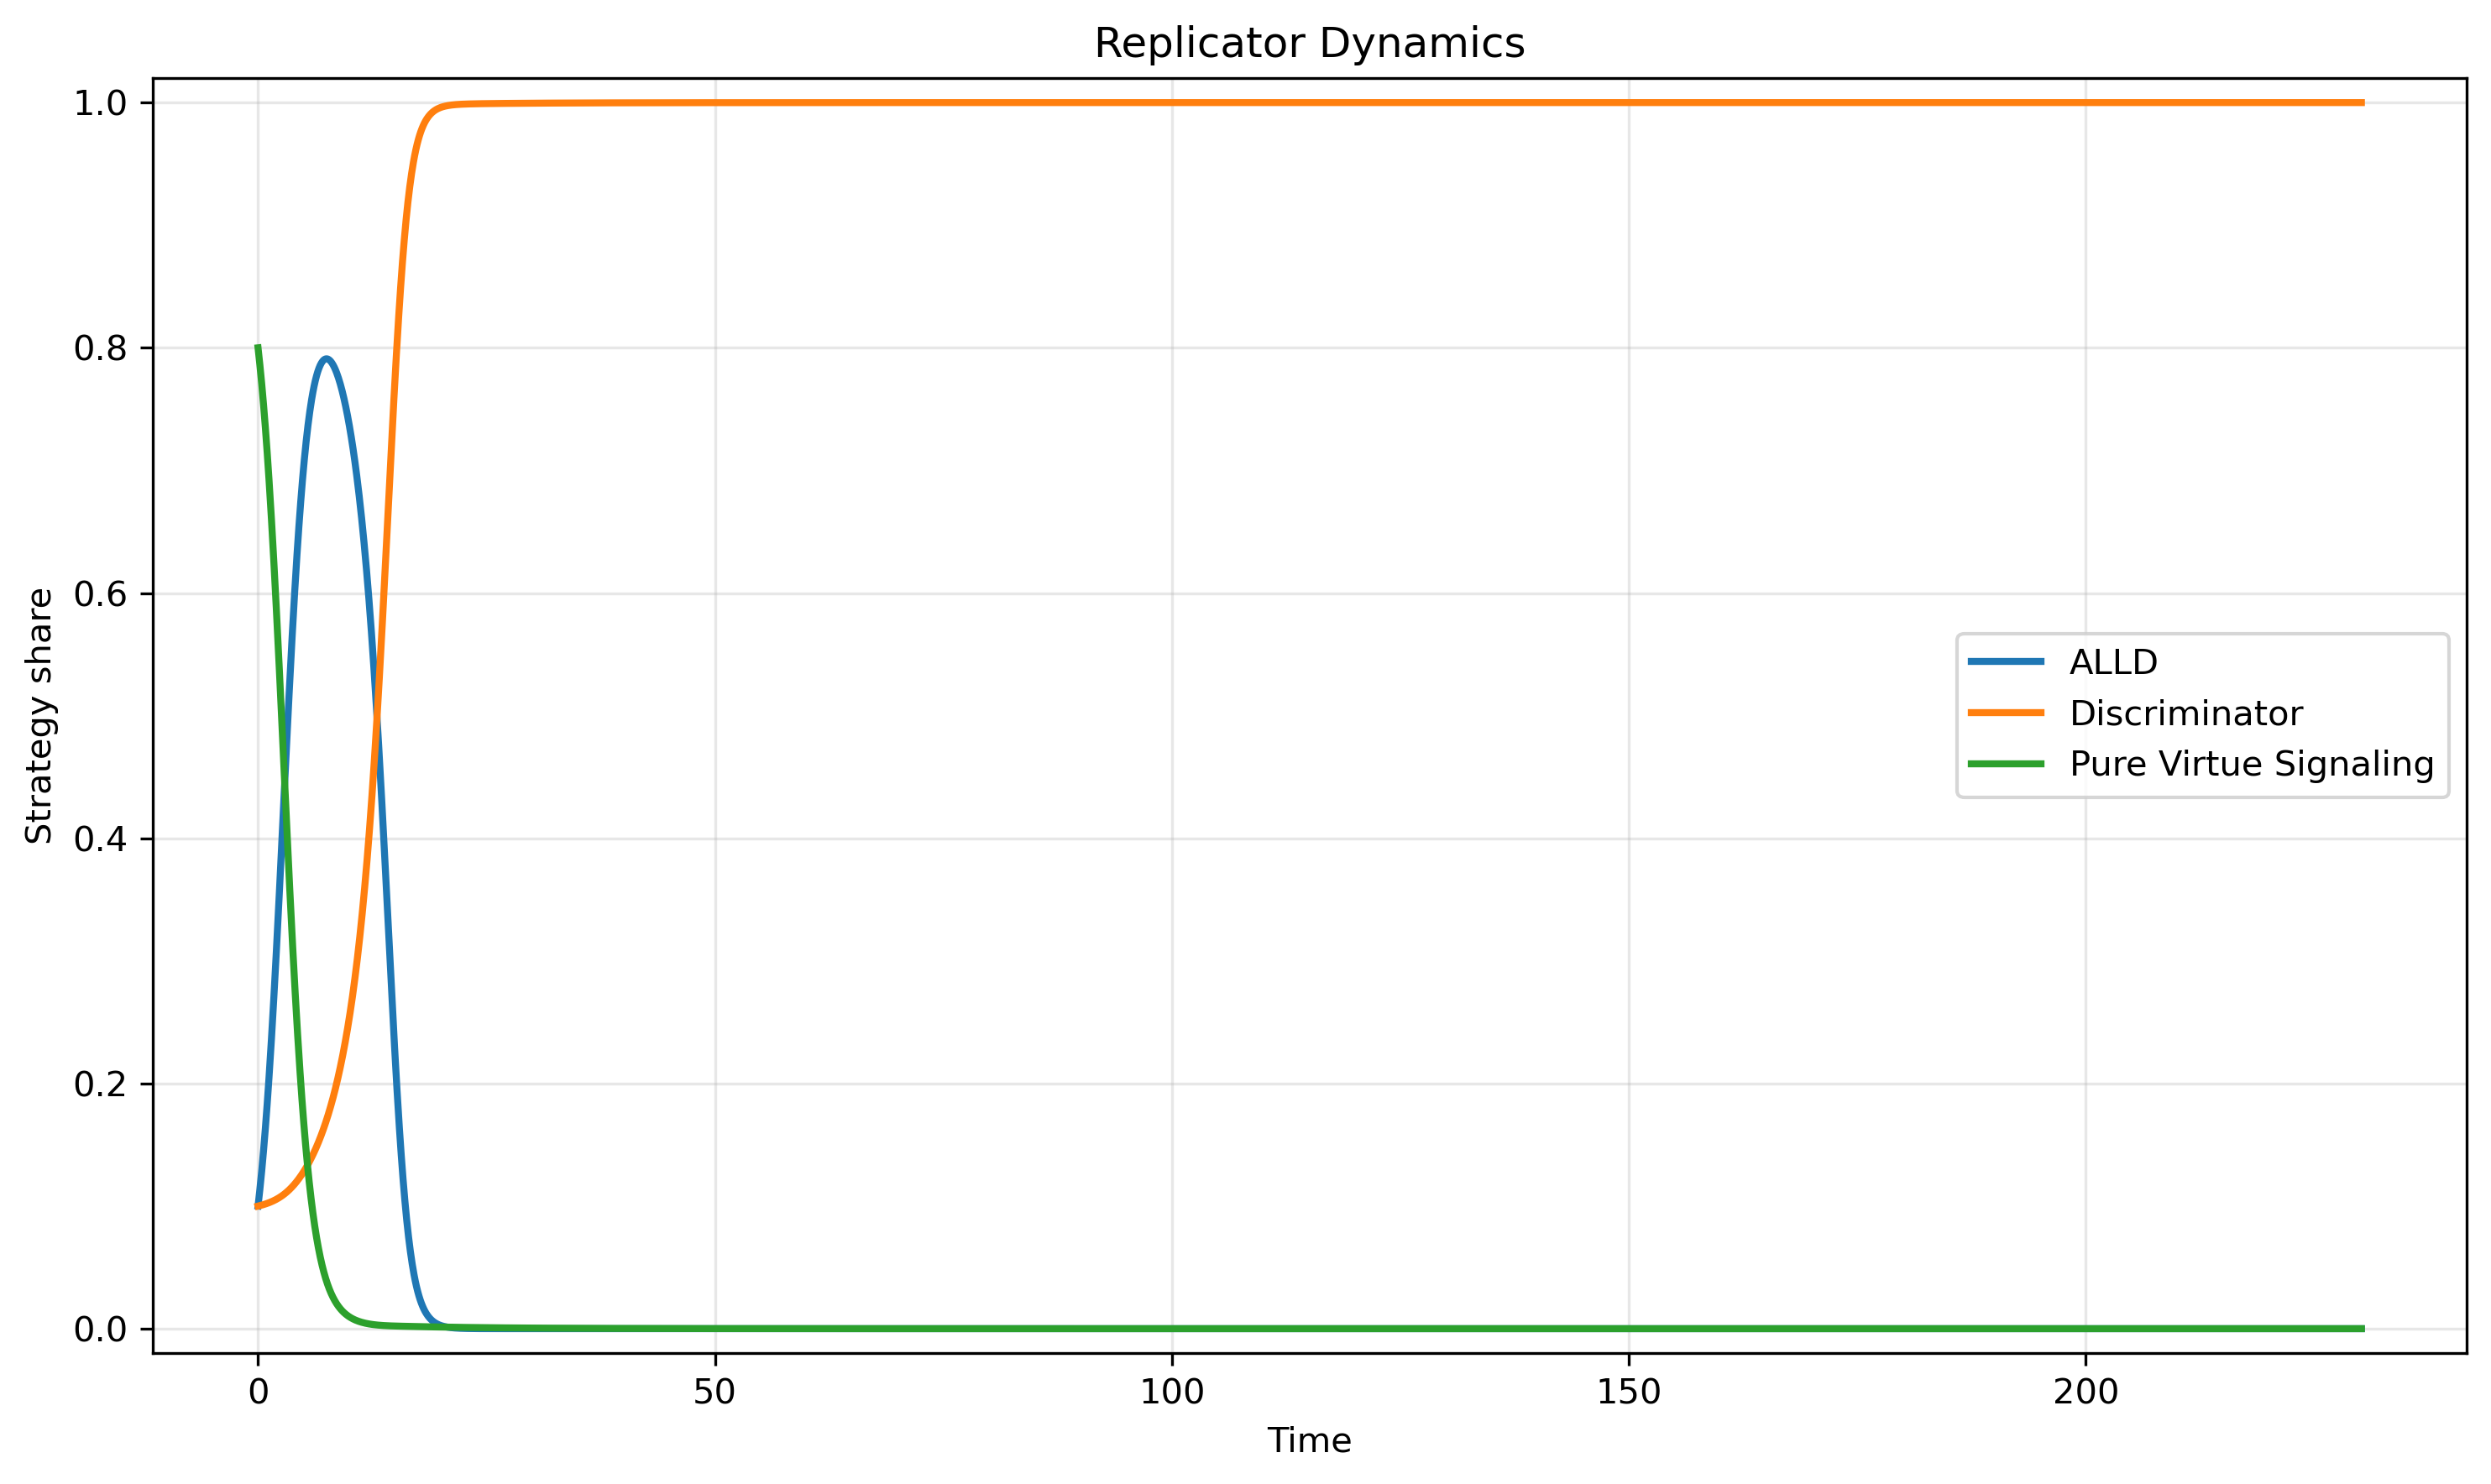 Replicator Dynamics
Strategy share
1.0
0.8
0.6
0.4
0.2
0.0
ALLD
Discriminator
Pure Virtue Signaling
0 50 100 150 200
Time